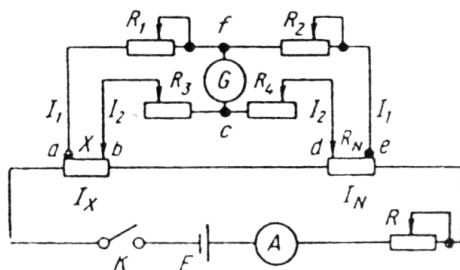 R1 f R2
G
R3 R4
I1 I2 c I2 I1
a X b d RN e
IX IN
K E A R